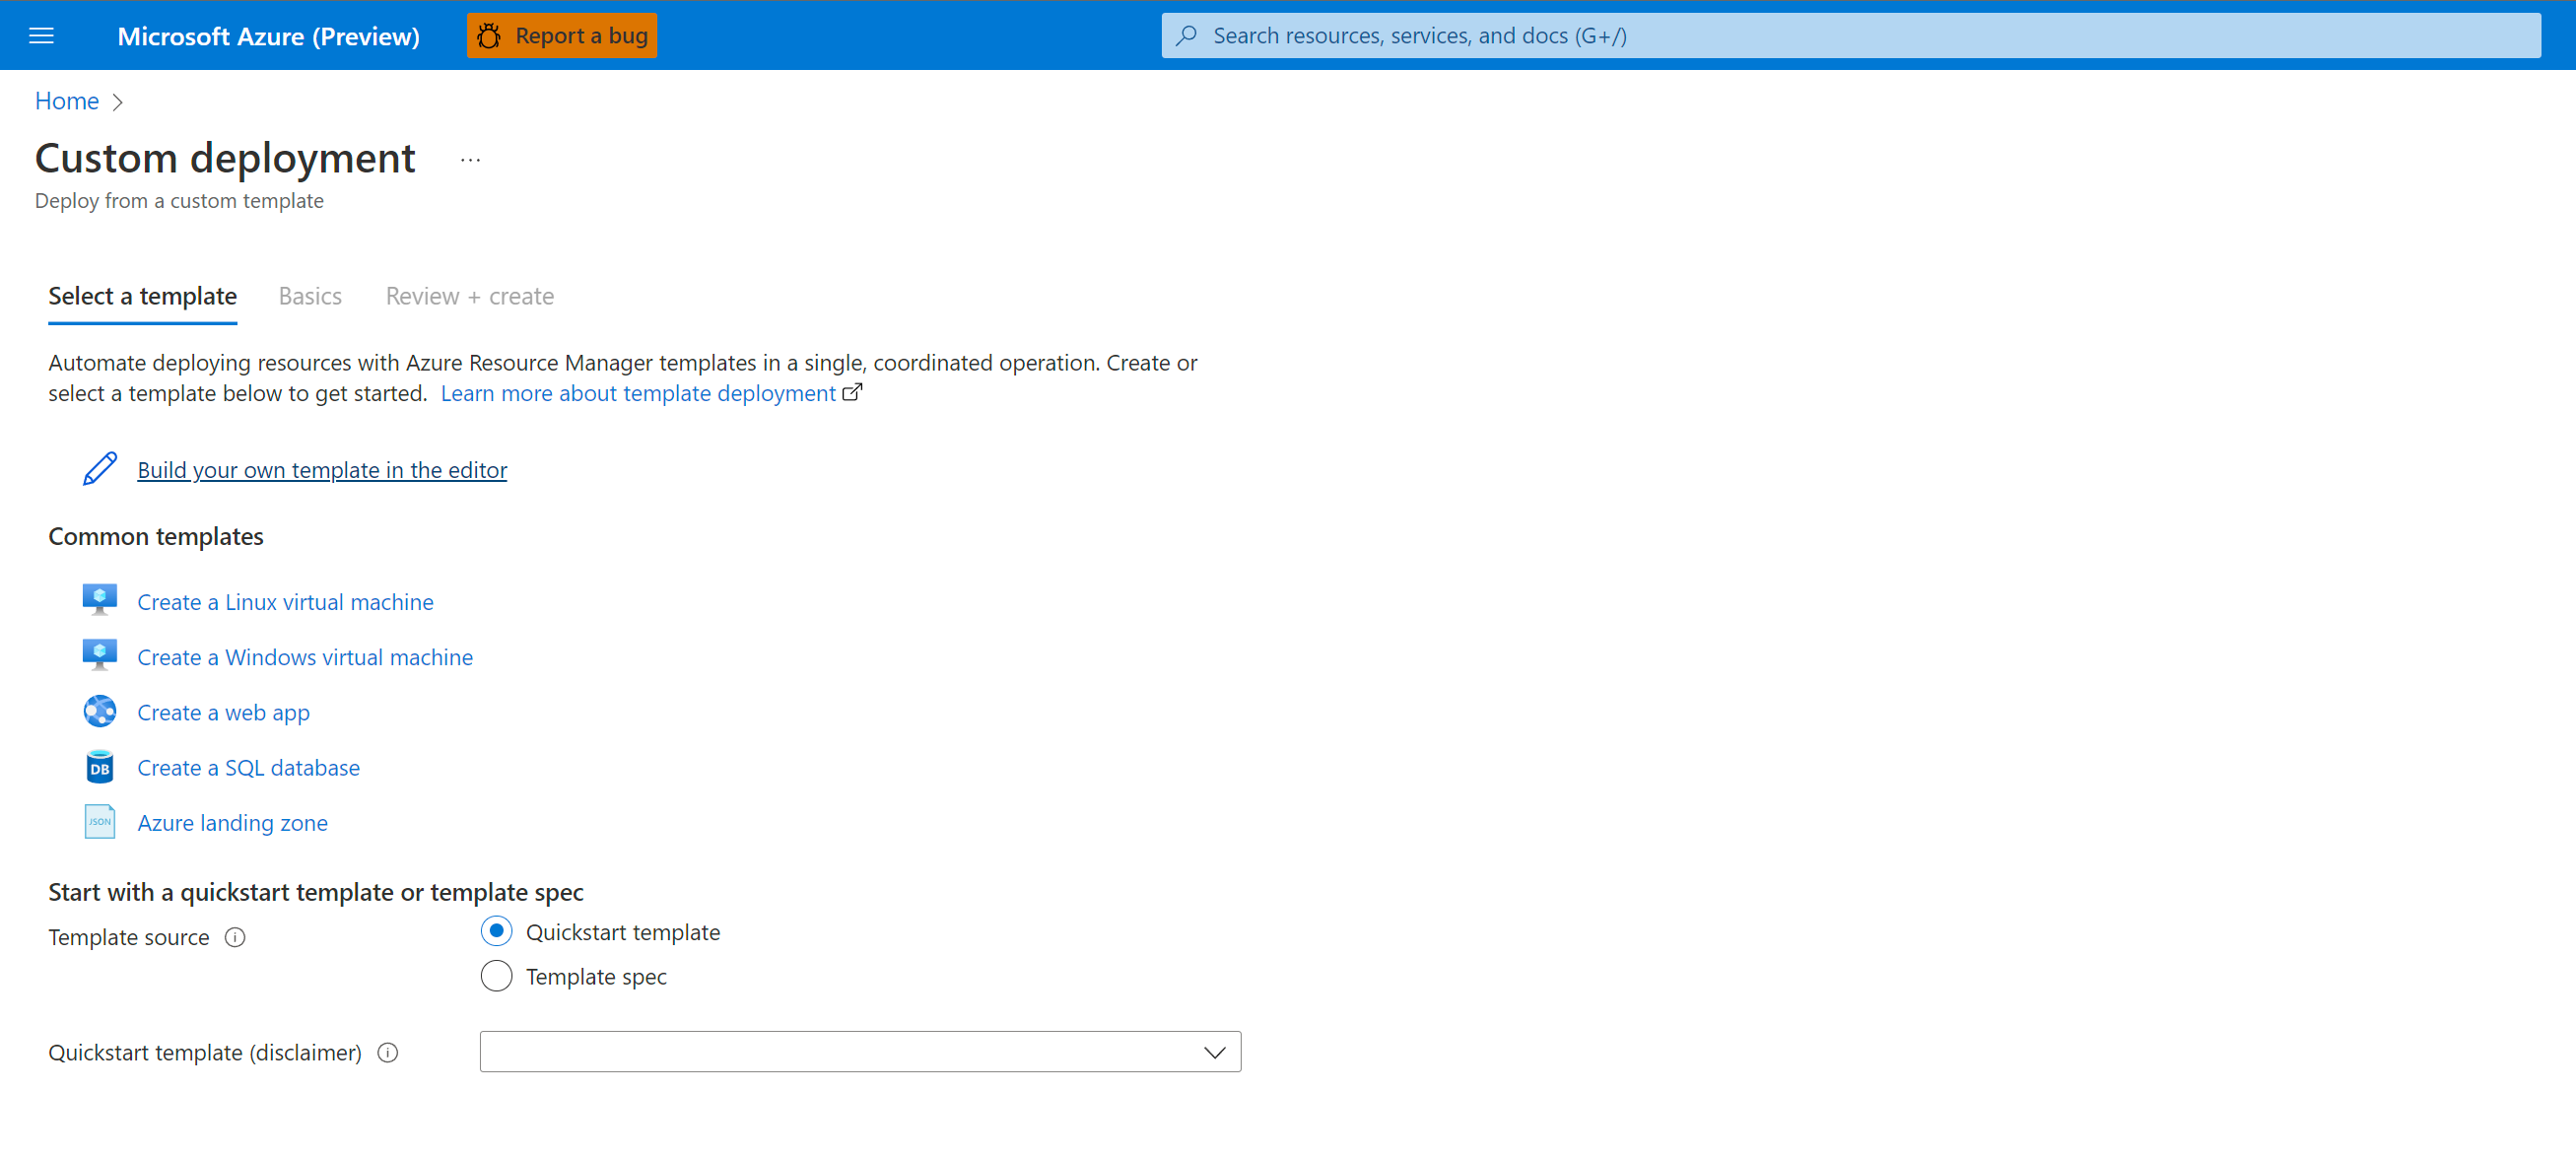 Microsoft Azure (Preview)
Report a bug
Search resources, services, and docs (G+/)
Home
Custom deployment
Deploy from a custom template
Select a template
Basics
Review + create
Automate deploying resources with Azure Resource Manager templates in a single, coordinated operation. Create or
select a template below to get started. Learn more about template deployment
Build your own template in the editor
Common templates
Create a Linux virtual machine
Create a Windows virtual machine
Create a web app
DB
Create a SQL database
JSON
Azure landing zone
Start with a quickstart template or template spec
Template source
Quickstart template
Template spec
Quickstart template (disclaimer)